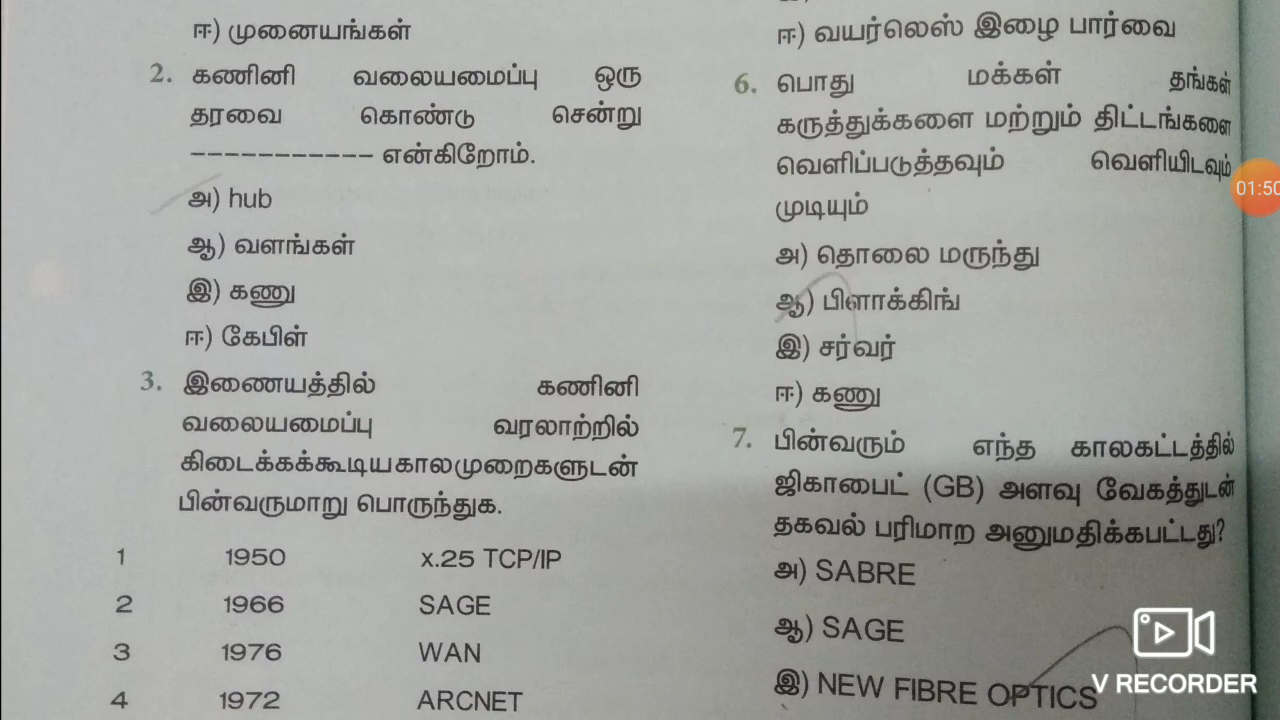 ஈ) முனையங்கள்
2. கணினி வலையமைப்பு ஒரு
தரவை கொண்டு சென்று
------------ என்கிறோம்.
அ) hub
ஆ) வளங்கள்
இ) கணு
ஈ) கேபிள்
3. இணையத்தில் கணினி
வலையமைப்பு வரலாற்றில்
கிடைக்கக்கூடியகாலமுறைகளுடன்
பின்வருமாறு பொருந்துக.
1 1950 x.25 TCP/IP
2 1966 SAGE
3 1976 WAN
4 1972 ARCNET
ஈ) வயர்லெஸ் இழை பார்வை
6. பொது மக்கள் தங்கள்
கருத்துக்களை மற்றும் திட்டங்களை
வெளிப்படுத்தவும் வெளியிடவும்
முடியும்
அ) தொலை மருந்து
ஆ) பிளாக்கிங்
இ) சர்வர்
ஈ) கணு
7. பின்வரும் எந்த காலகட்டத்தில்
ஜிகாபைட் (GB) அளவு வேகத்துடன்
தகவல் பரிமாற அனுமதிக்கபட்டது?
அ) SABRE
ஆ) SAGE
இ) NEW FIBRE OPTICS
01:50
V RECORDER